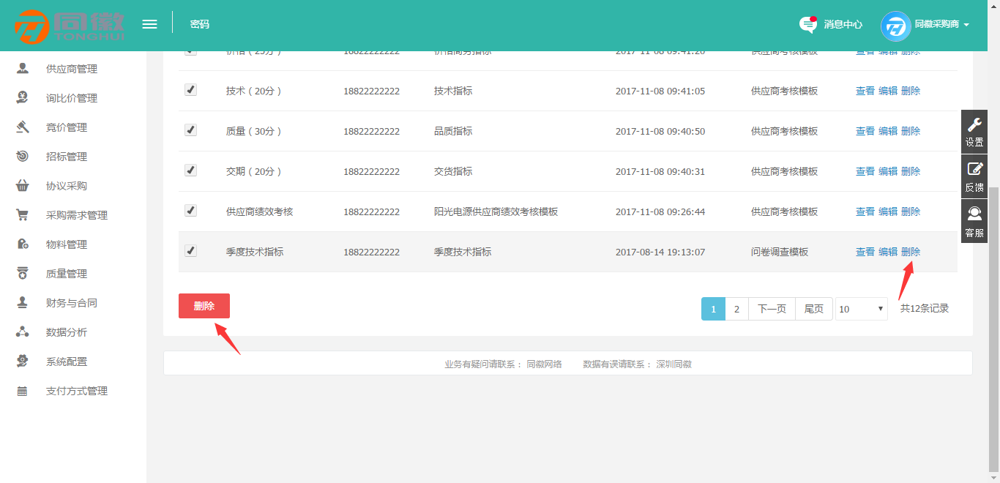 同徽
TONGHUI
密码
消息中心
同徽采购商
供应商管理
询比价管理
竞价管理
招标管理
协议采购
采购需求管理
物料管理
质量管理
财务与合同
数据分析
系统配置
支付方式管理
价格（25分） 18822222222 价格商务指标 2017-11-08 09:41:20 供应商考核模板 查看 编辑 删除
技术（20分） 18822222222 技术指标 2017-11-08 09:41:05 供应商考核模板 查看 编辑 删除
质量（30分） 18822222222 品质指标 2017-11-08 09:40:50 供应商考核模板 查看 编辑 删除
交期（20分） 18822222222 交货指标 2017-11-08 09:40:31 供应商考核模板 查看 编辑 删除
供应商绩效考核 18822222222 阳光电源供应商绩效考核模板 2017-11-08 09:26:44 供应商考核模板 查看 编辑 删除
季度技术指标 18822222222 季度技术指标 2017-08-14 19:13:07 问卷调查模板 查看 编辑 删除
删除
1 2 下一页 尾页 10 共12条记录
业务有疑问请联系： 同徽网络 数据有误请联系： 深圳同徽
设置
反馈
客服